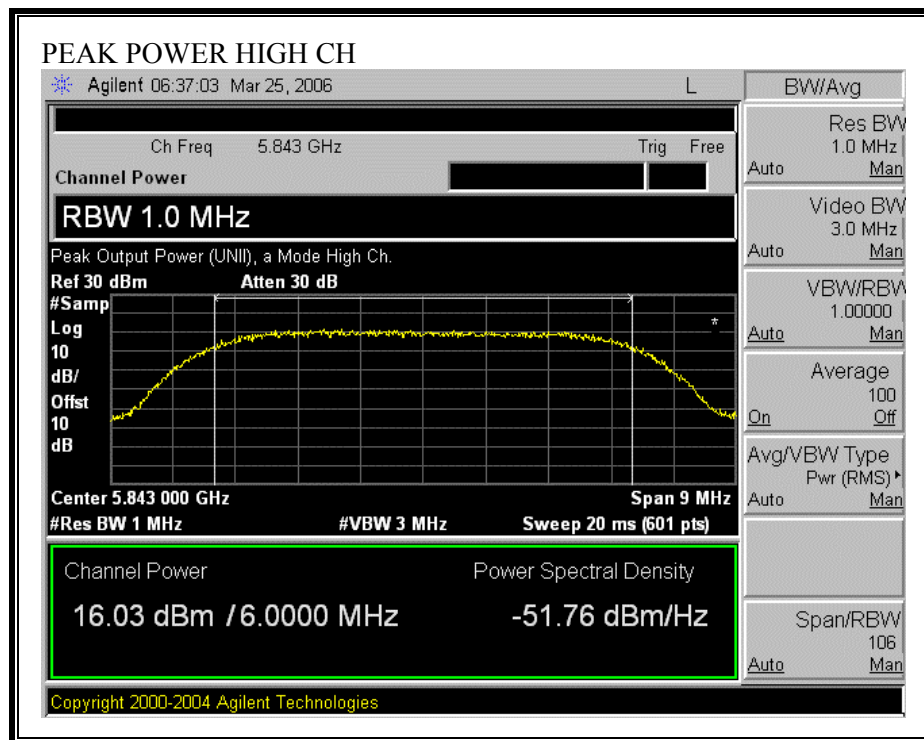 PEAK POWER HIGH CH
Agilent 06:37:03 Mar 25, 2006 L
Ch Freq 5.843 GHz Trig Free
Channel Power
RBW 1.0 MHz
Peak Output Power (UNII), a Mode High Ch.
Ref 30 dBm Atten 30 dB
#Samp
Log
10
dB/
Offst
10
dB
*
Center 5.843 000 GHz Span 9 MHz
#Res BW 1 MHz #VBW 3 MHz Sweep 20 ms (601 pts)
Channel Power Power Spectral Density
16.03 dBm / 6.0000 MHz -51.76 dBm/Hz
Copyright 2000-2004 Agilent Technologies
BW/Avg
Res BW
1.0 MHz
Auto Man
Video BW
3.0 MHz
Auto Man
VBW/RBW
1.00000
Auto Man
Average
100
On Off
Avg/VBW Type
Pwr (RMS)
Auto Man
Span/RBW
106
Auto Man